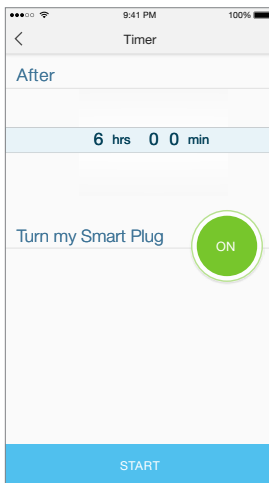 9:41 PM 100%
Timer
After
6 hrs 0 0 min
Turn my Smart Plug
ON
START